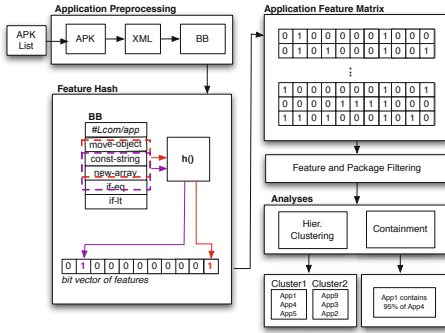 Application Preprocessing
APK List
APK
XML
BB
Feature Hash
BB
#Lcom/app
move-object
const-string
new-array
if-eq
if-lt
h()
0 1 0 0 0 0 0 0 0 0 1
bit vector of features
Application Feature Matrix
0 1 0 0 0 0 0 1 0 0 0
0 1 0 1 0 0 0 1 0 0 1
...
1 0 0 0 0 0 0 1 0 0 0
0 0 0 0 1 1 1 1 0 0 0
1 0 0 1 0 0 0 1 0 0 1
Feature and Package Filtering
Analyses
Hier.
Clustering
Containment
Cluster1
App1
App4
App5
Cluster2
App9
App3
App2
App1 contains
95% of App4